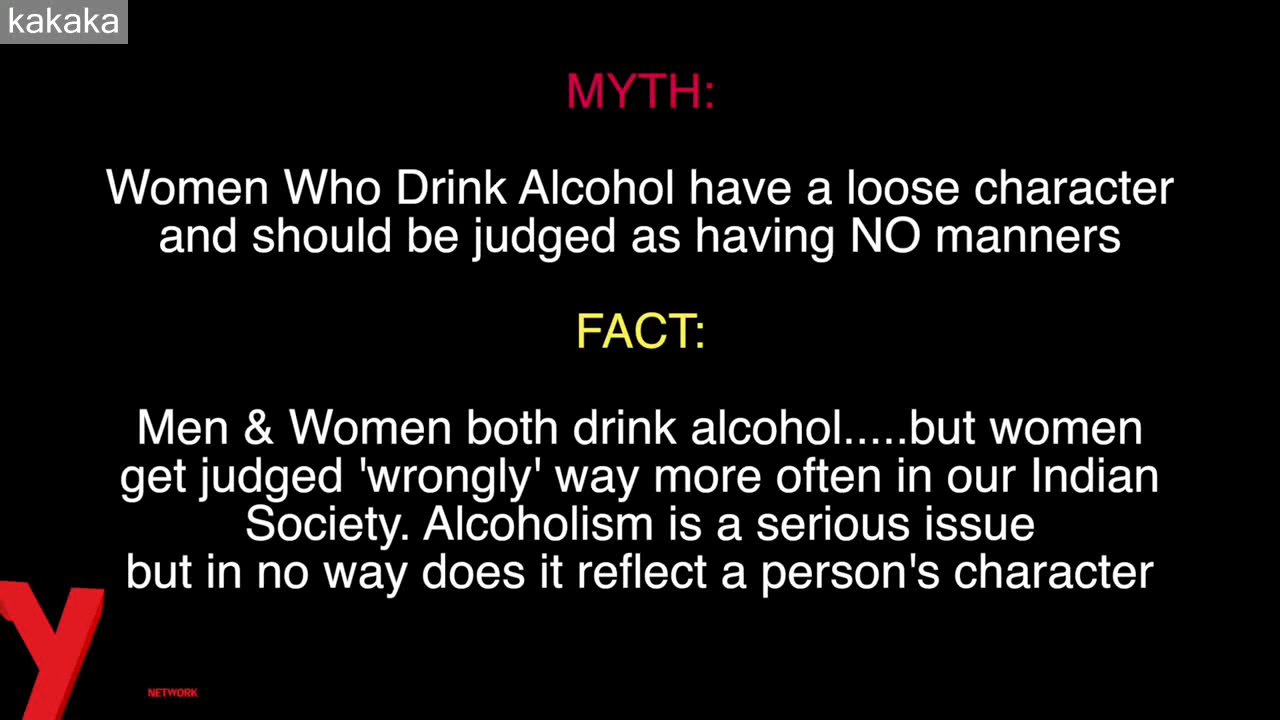 kakaka
MYTH:
Women Who Drink Alcohol have a loose character
and should be judged as having NO manners
FACT:
Men & Women both drink alcohol.....but women
get judged 'wrongly' way more often in our Indian
Society. Alcoholism is a serious issue
but in no way does it reflect a person's character
Y
NETWORK